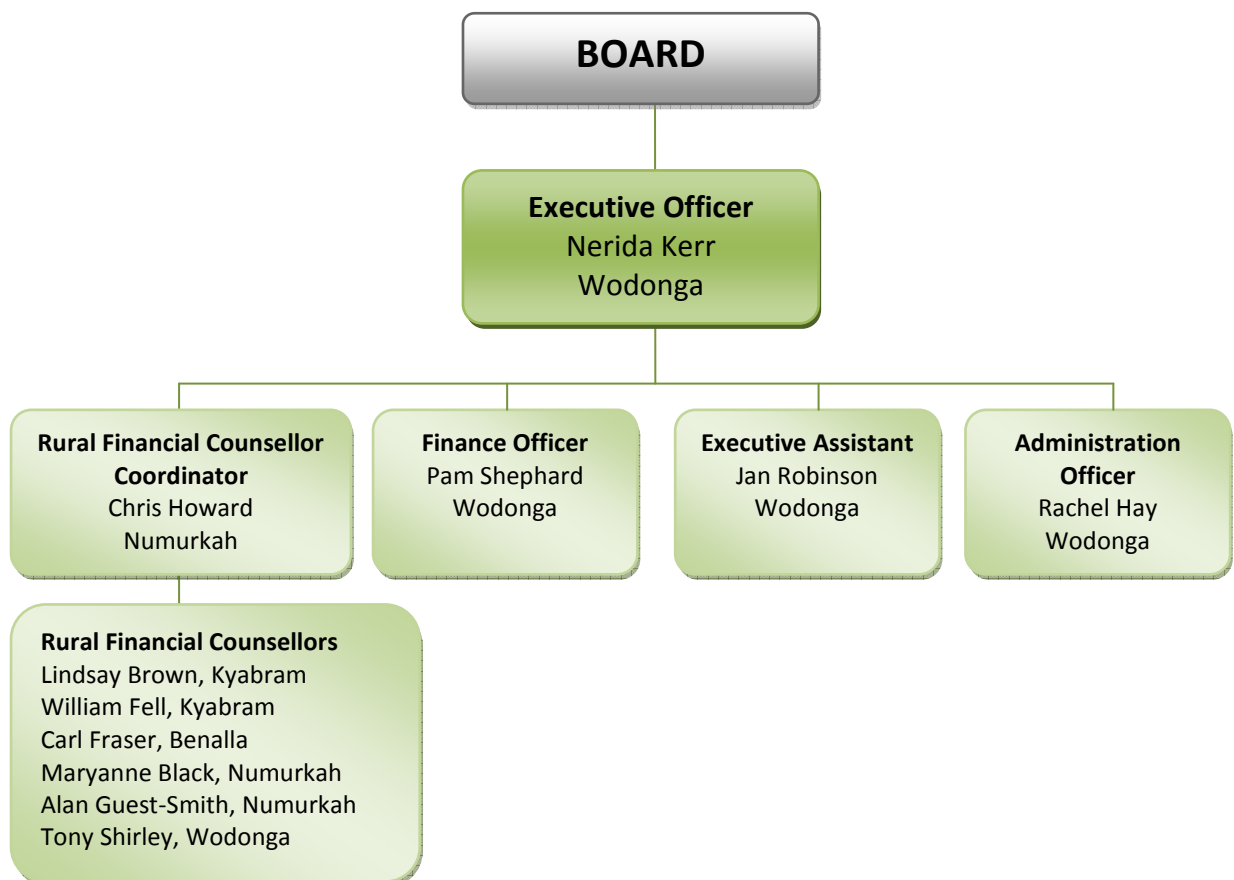 BOARD
Executive Officer
Nerida Kerr
Wodonga
Rural Financial Counsellor
Coordinator
Chris Howard
Numurkah
Finance Officer
Pam Shephard
Wodonga
Executive Assistant
Jan Robinson
Wodonga
Administration
Officer
Rachel Hay
Wodonga
Rural Financial Counsellors
Lindsay Brown, Kyabram
William Fell, Kyabram
Carl Fraser, Benalla
Maryanne Black, Numurkah
Alan Guest-Smith, Numurkah
Tony Shirley, Wodonga